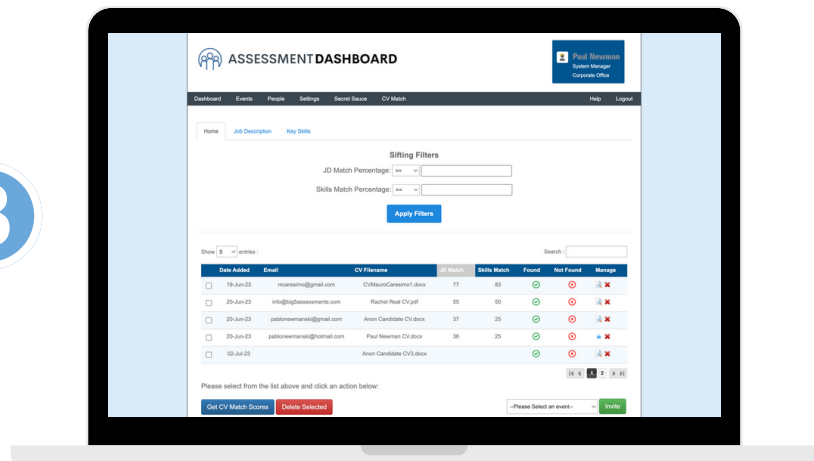 ASSESSMENT DASHBOARD
Paul Newman
System Manager
Corporate Office
Dashboard Events People Settings Secret Sauce CV Match Help Logout
Home Job Description Key Skills
Sifting Filters
JD Match Percentage: >=
Skills Match Percentage: >=
Apply Filters
Show 5 entries : Search :
Date Added Email CV Filename JD Match Skills Match Found Not Found Manage
19-Jun-23 mcaresimo@gmail.com CVMauroCaresimo1.docx 77 83
20-Jun-23 info@big5assessments.com Rachel Real CV.pdf 55 50
20-Jun-23 pablonewmanski@gmail.com Anon Candidate CV.docx 37 25
20-Jun-23 pablonewmanski@hotmail.com Paul Newman CV.docx 36 25
02-Jul-23 Anon Candidate CV3.docx
1 2
Please select from the list above and click an action below:
Get CV Match Scores Delete Selected --Please Select an event-- Invite